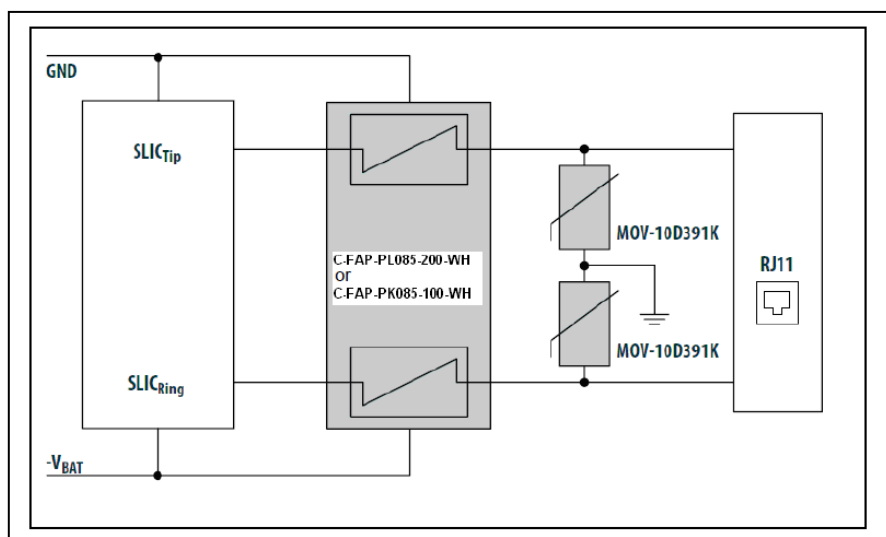 GND
SLICTip
MOV-10D391K
C-FAP-PL085-200-WH
or
C-FAP-PK085-100-WH
RJ11
MOV-10D391K
SLICRing
-VBAT